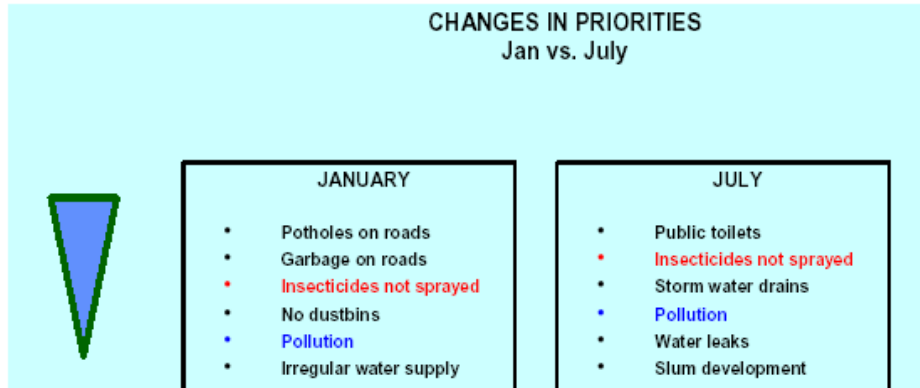 CHANGES IN PRIORITIES
Jan vs. July
JANUARY
• Potholes on roads
• Garbage on roads
• Insecticides not sprayed
• No dustbins
• Pollution
• Irregular water supply
JULY
• Public toilets
• Insecticides not sprayed
• Storm water drains
• Pollution
• Water leaks
• Slum development